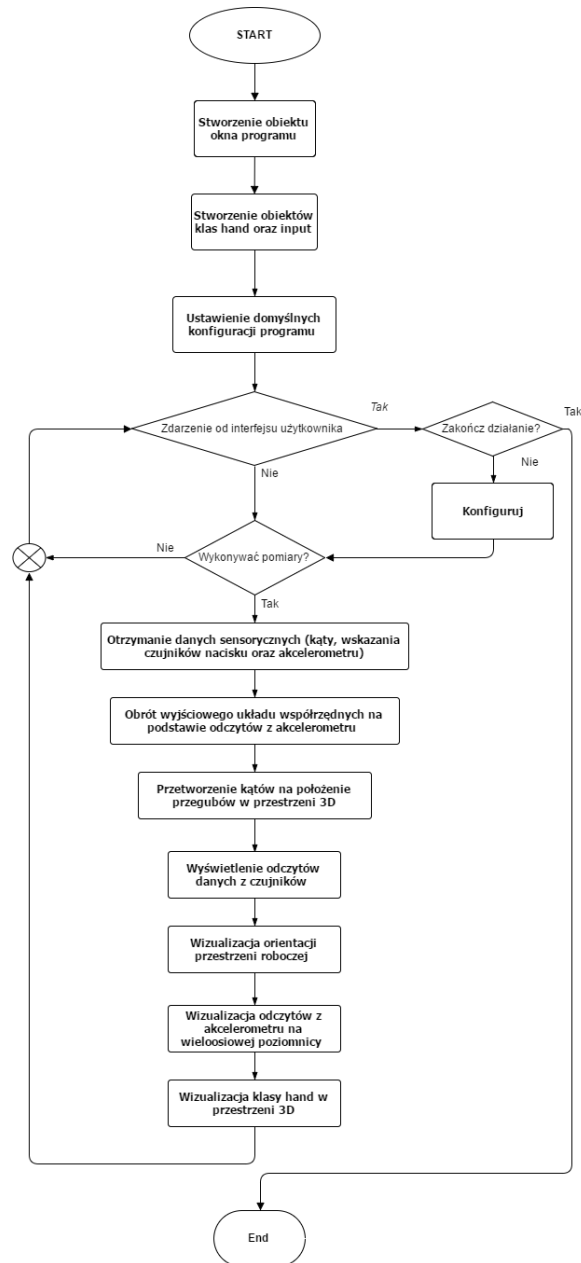 START
Stworzenie obiektu
okna programu
Stworzenie obiektów
klas hand oraz input
Ustawienie domyślnych
konfiguracji programu
Zdarzenie od interfejsu użytkownika
Tak
Zakończ działanie?
Tak
Nie
Nie
Konfiguruj
Wykonywać pomiary?
Nie
Tak
Otrzymanie danych sensorycznych (kąty, wskazania
czujników nacisku oraz akcelerometru)
Obrót wyjściowego układu współrzędnych na
podstawie odczytów z akcelerometru
Przetworzenie kątów na położenie
przegubów w przestrzeni 3D
Wyświetlenie odczytów
danych z czujników
Wizualizacja orientacji
przestrzeni roboczej
Wizualizacja odczytów z
akcelerometru na
wieloosiowej poziomnicy
Wizualizacja klasy hand w
przestrzeni 3D
End